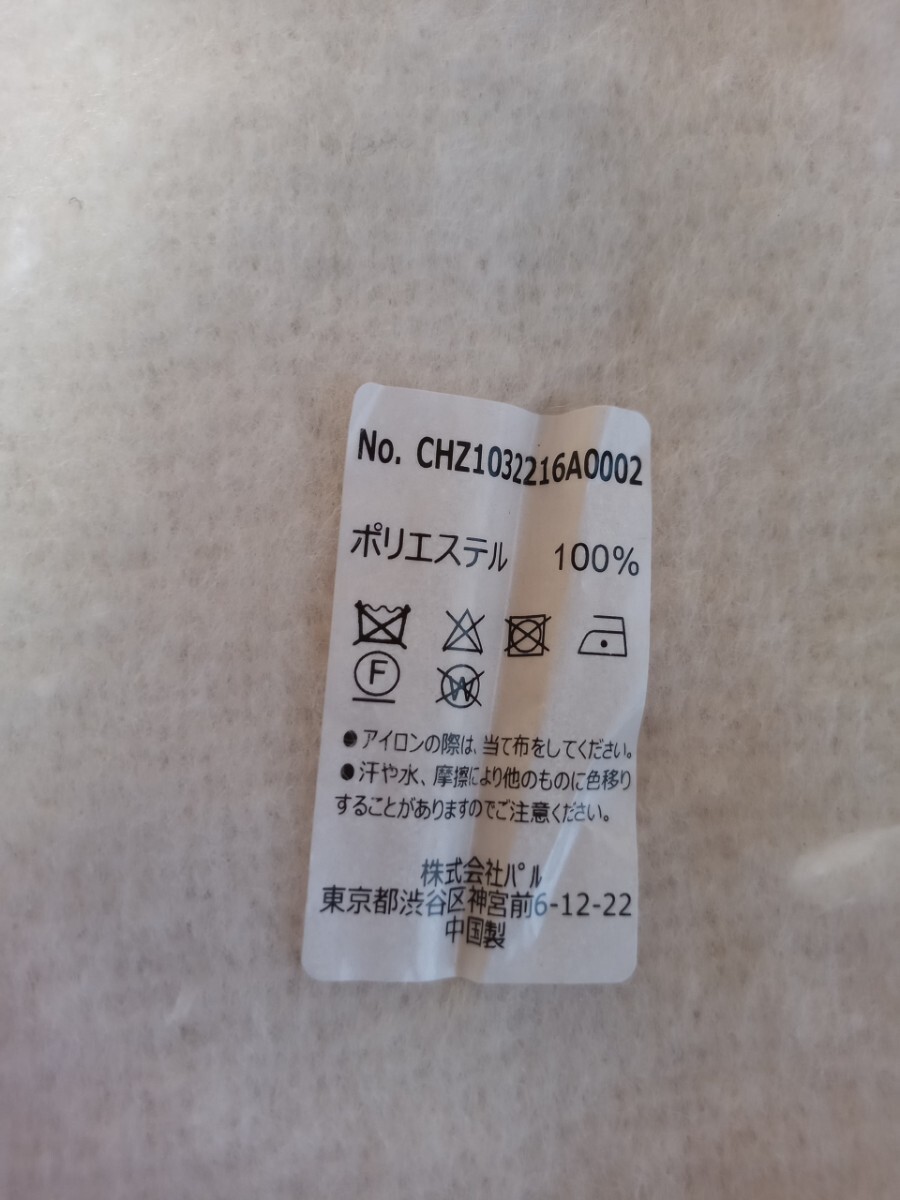 No. CHZ1032216A0002
ポリエステル 100%
F
W
●アイロンの際は、当て布をしてください。
●汗や水、摩擦により他のものに色移り
することがありますのでご注意ください。
株式会社パル
東京都渋谷区神宮前6-12-22
中国製